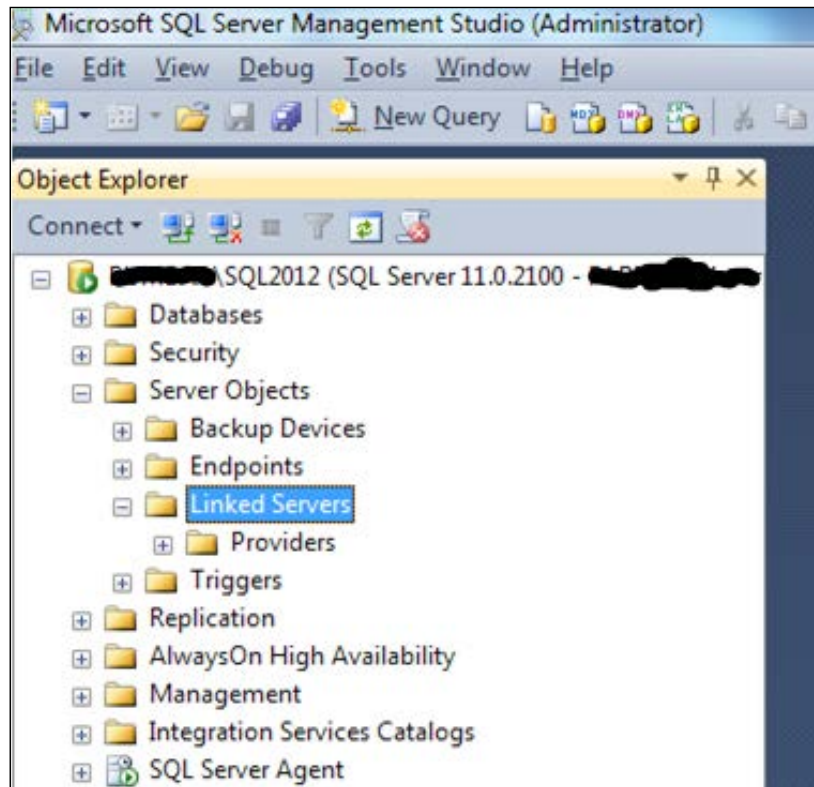 Microsoft SQL Server Management Studio (Administrator)
File Edit View Debug Tools Window Help
New Query
Object Explorer
Connect
\SQL2012 (SQL Server 11.0.2100 -
Databases
Security
Server Objects
Backup Devices
Endpoints
Linked Servers
Providers
Triggers
Replication
AlwaysOn High Availability
Management
Integration Services Catalogs
SQL Server Agent